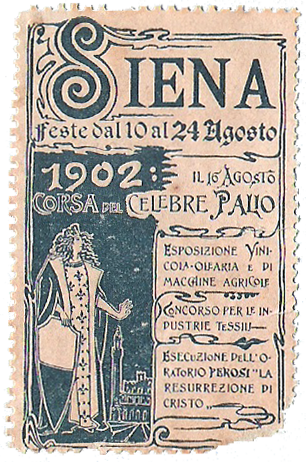 SIENA
Feste dal 10 al 24 Agosto
1902:
IL 16 AGOSTO
CORSA DEL CELEBRE PALIO
ESPOSIZIONE VINI-
COLA-OLEARIA E DI
MACCHINE AGRICOLE
CONCORSO PER LE IN-
DUSTRIE TESSILI
ESECUZIONE DELL'O-
RATORIO PEROSI "LA
RESURREZIONE DI
CRISTO"